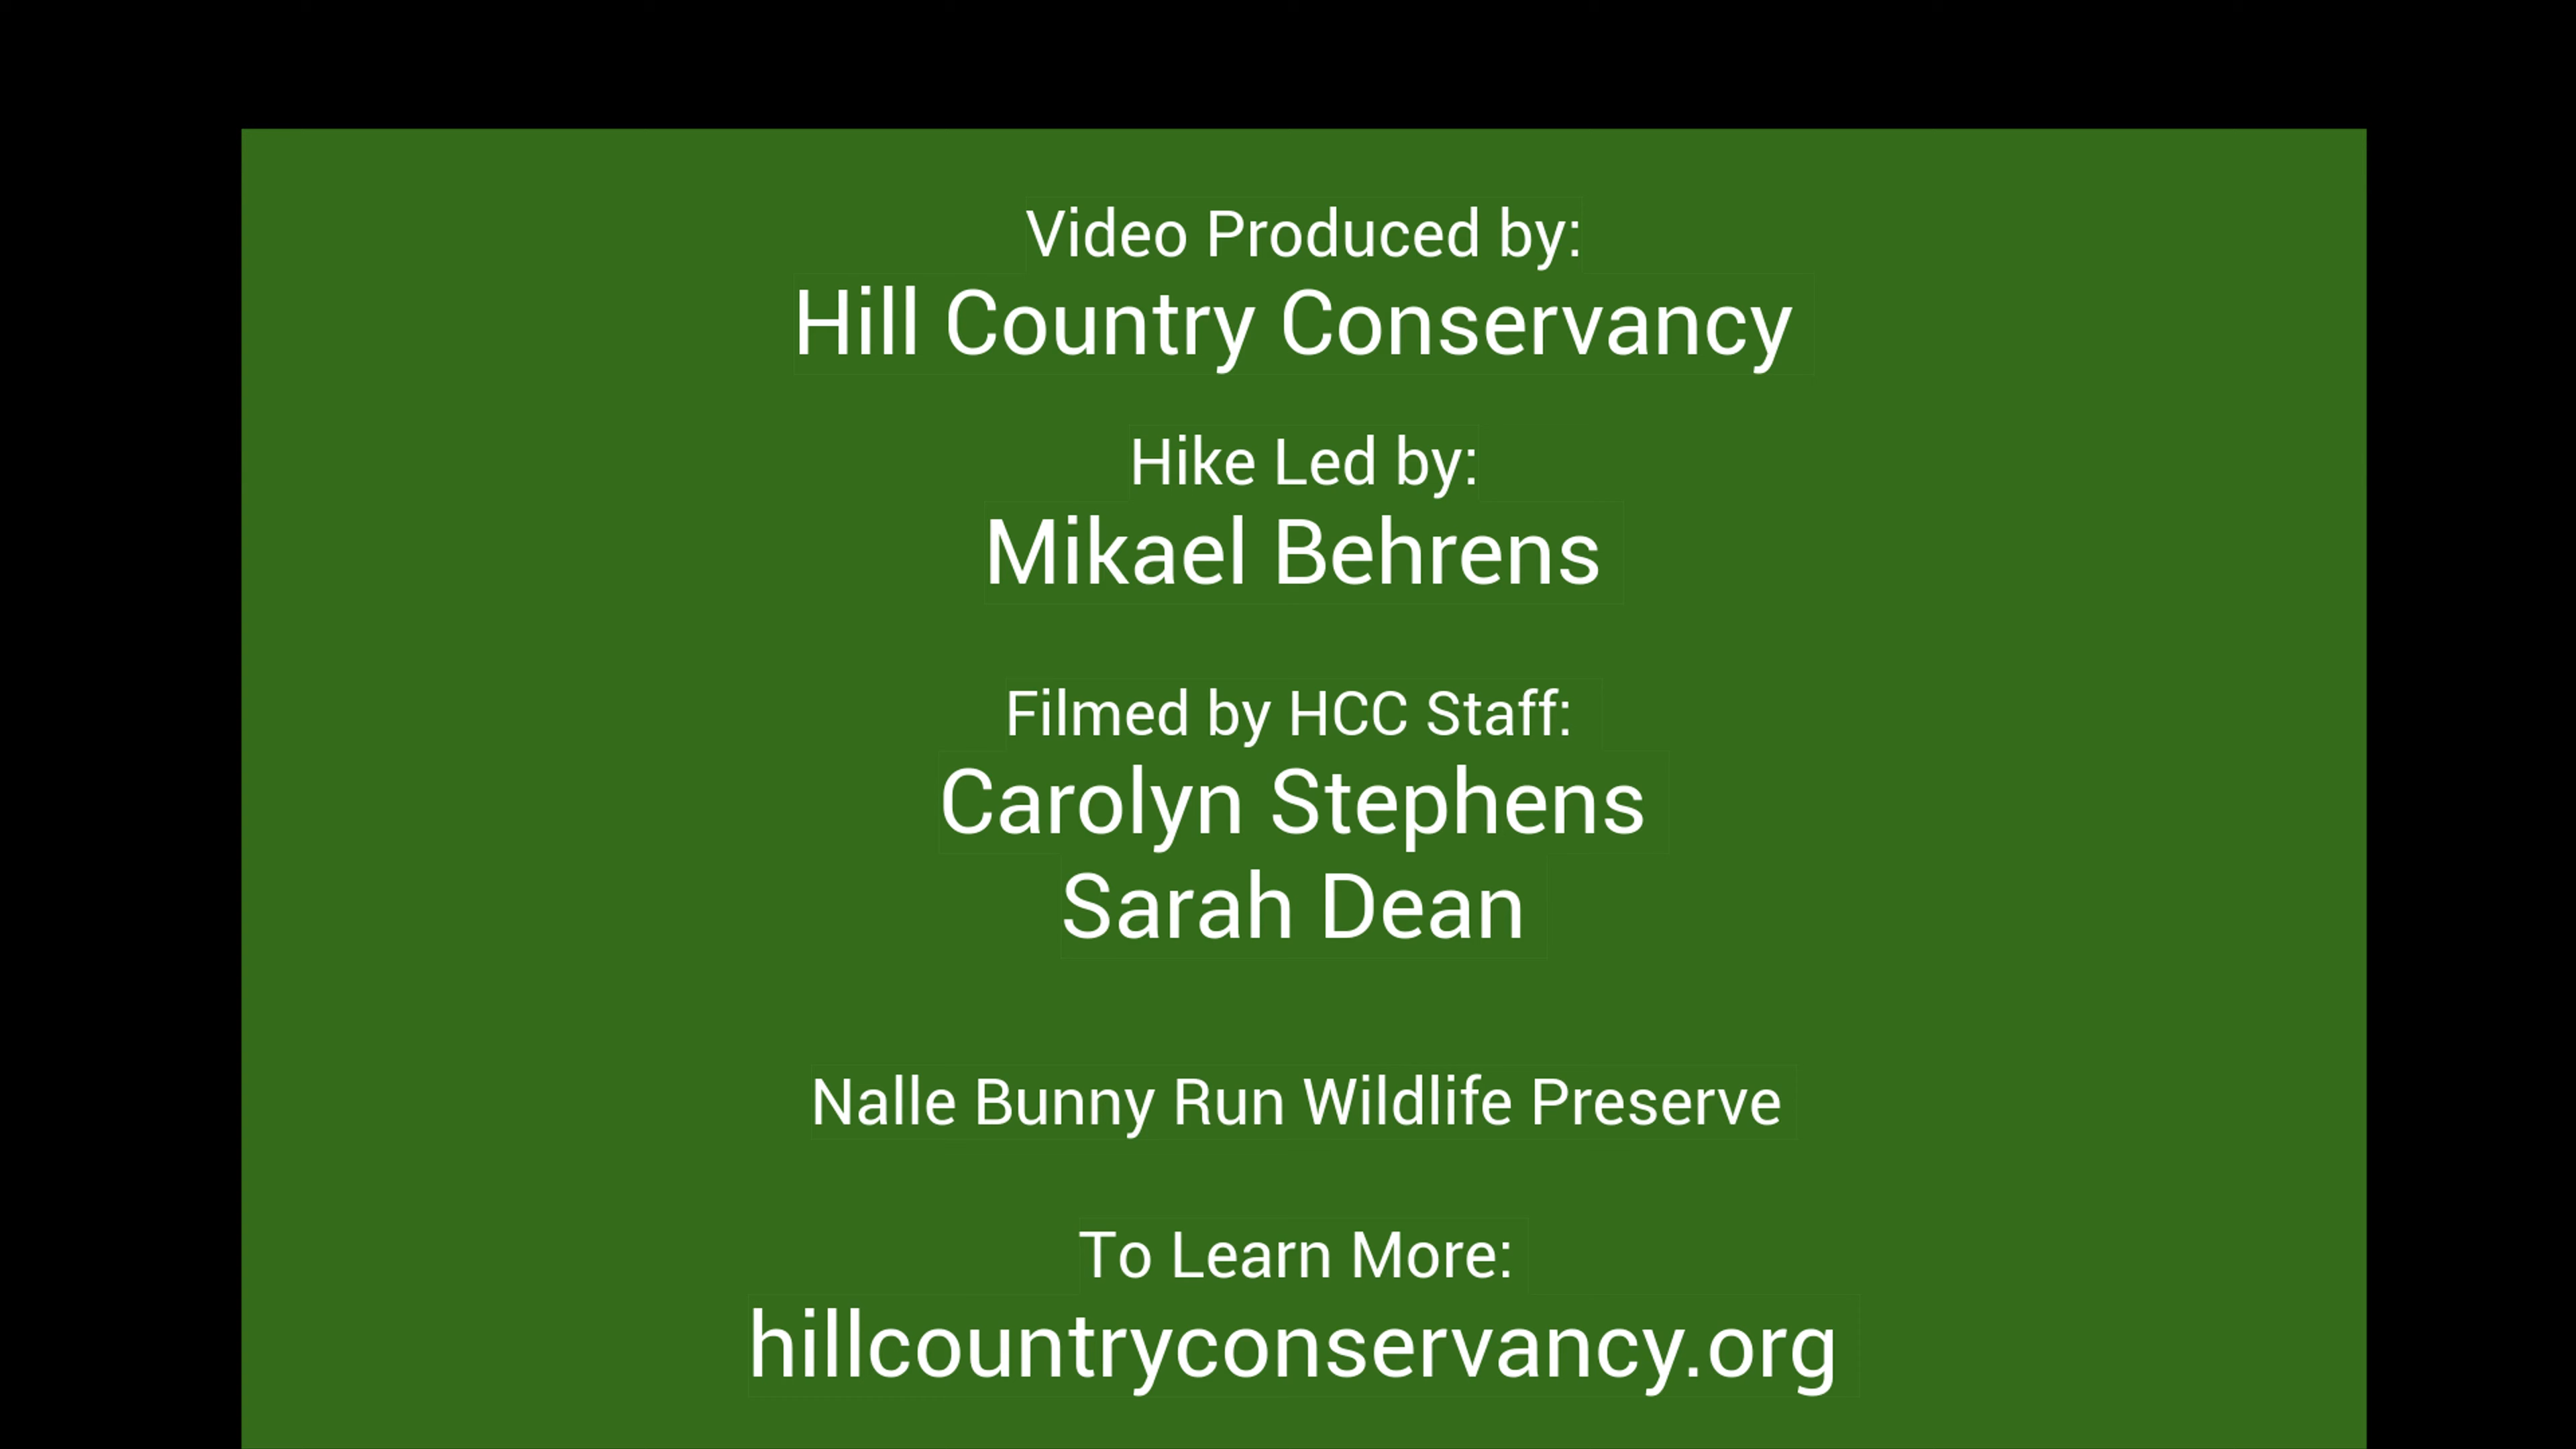 Video Produced by:
Hill Country Conservancy
Hike Led by:
Mikael Behrens
Filmed by HCC Staff:
Carolyn Stephens
Sarah Dean
Nalle Bunny Run Wildlife Preserve
To Learn More:
hillcountryconservancy.org